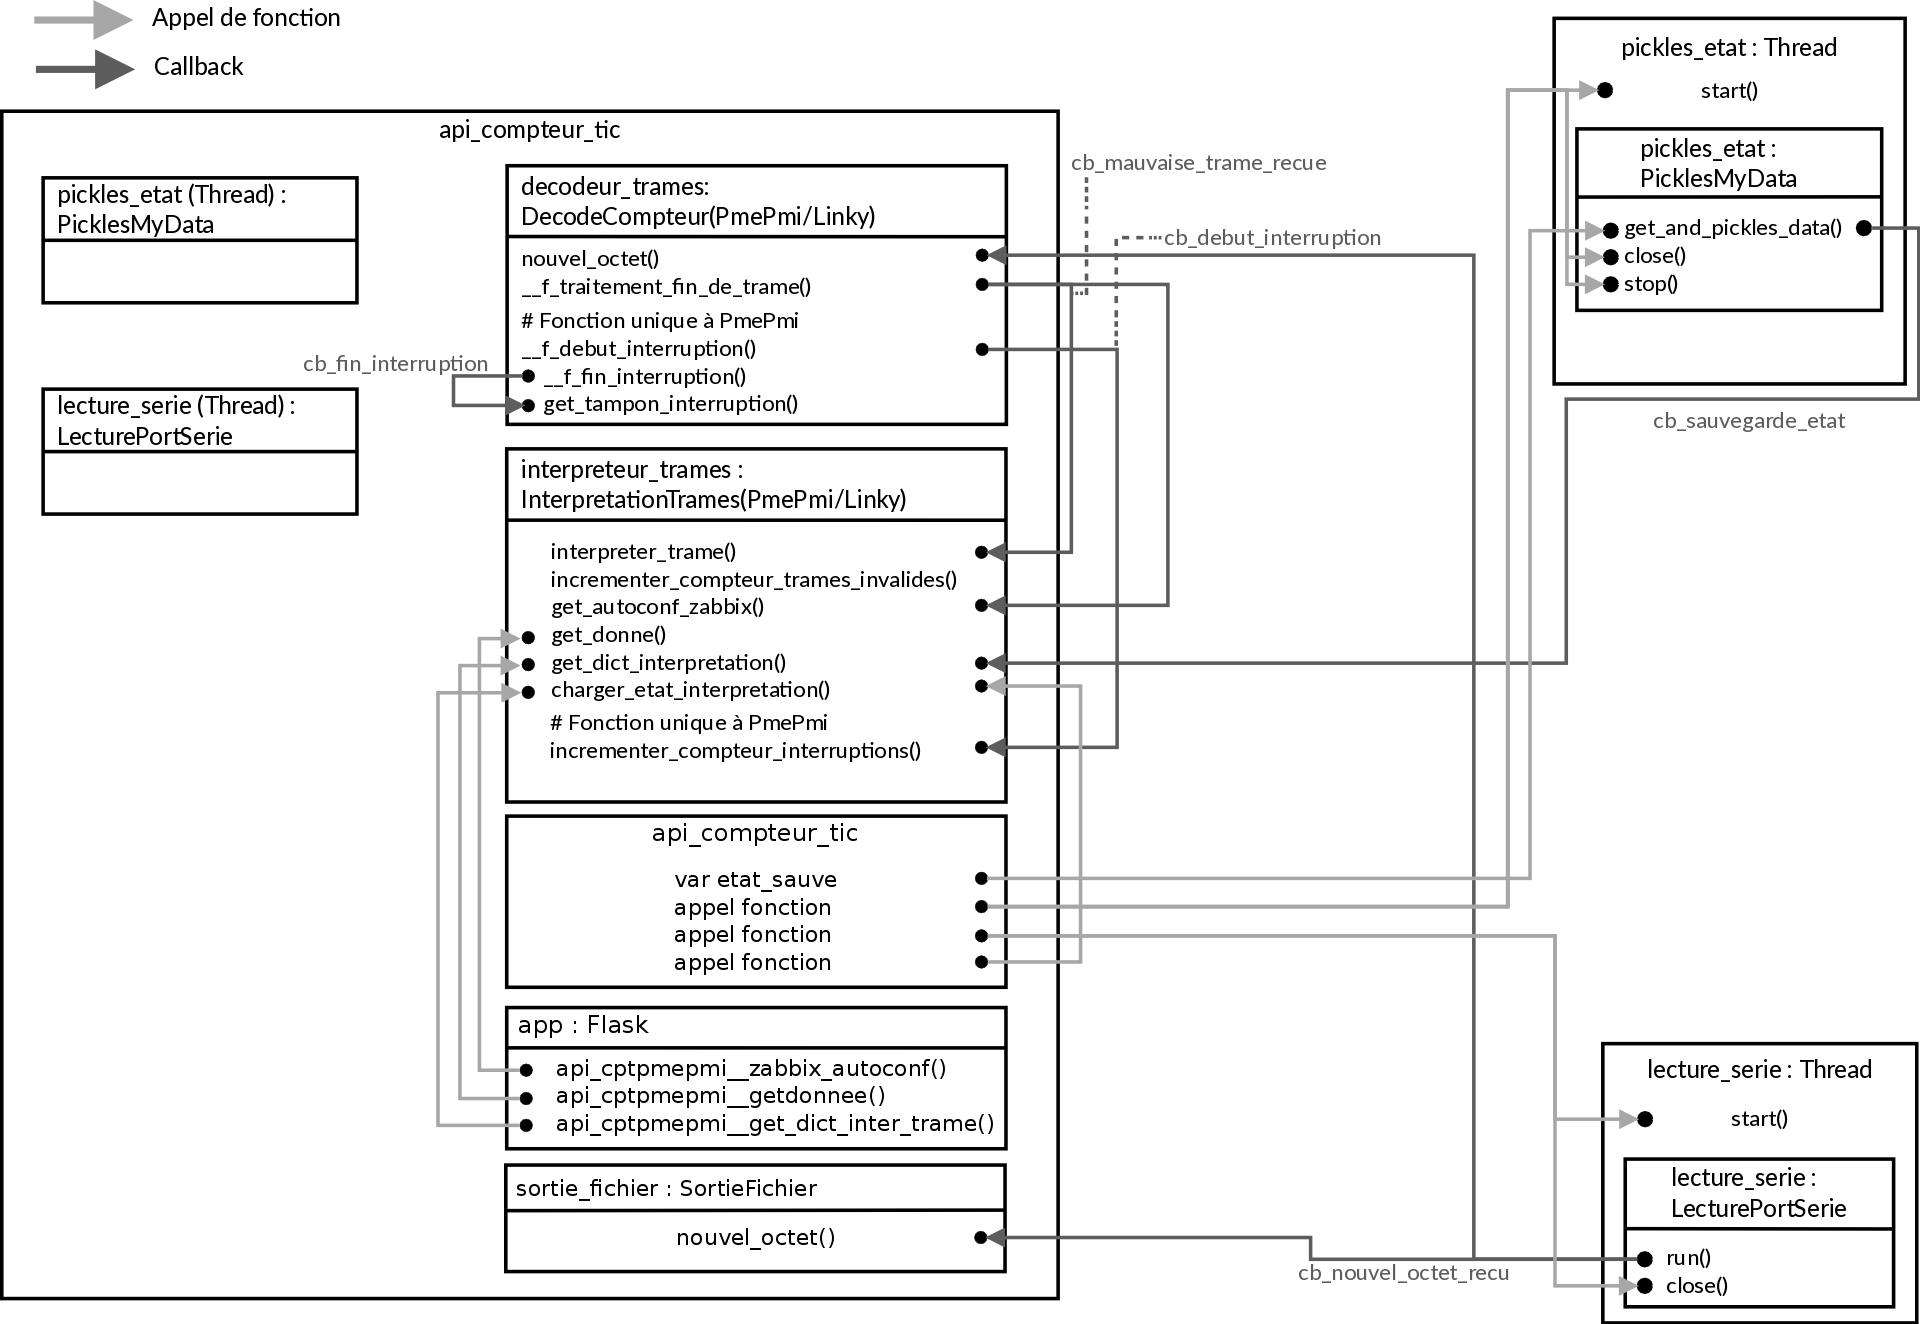 Appel de fonction
Callback
api_compteur_tic
pickles_etat (Thread) :
PicklesMyData
lecture_serie (Thread) :
LecturePortSerie
cb_fin_interruption
decodeur_trames:
DecodeCompteur(PmePmi/Linky)
nouvel_octet()
__f_traitement_fin_de_trame()
# Fonction unique à PmePmi
__f_debut_interruption()
__f_fin_interruption()
get_tampon_interruption()
interpreteur_trames :
InterpretationTrames(PmePmi/Linky)
interpreter_trame()
incrementer_compteur_trames_invalides()
get_autoconf_zabbix()
get_donne()
get_dict_interpretation()
charger_etat_interpretation()
# Fonction unique à PmePmi
incrementer_compteur_interruptions()
api_compteur_tic
var etat_sauve
appel fonction
appel fonction
appel fonction
app : Flask
api_cptpmepmi__zabbix_autoconf()
api_cptpmepmi__getdonnee()
api_cptpmepmi__get_dict_inter_trame()
sortie_fichier : SortieFichier
nouvel_octet()
cb_mauvaise_trame_recue
cb_debut_interruption
pickles_etat : Thread
start()
pickles_etat :
PicklesMyData
get_and_pickles_data()
close()
stop()
cb_sauvegarde_etat
lecture_serie : Thread
start()
lecture_serie :
LecturePortSerie
run()
close()
cb_nouvel_octet_recu